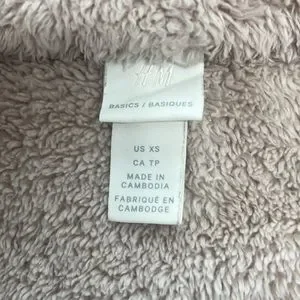 H&M
BASICS / BASIQUES
US XS
CA TP
MADE IN
CAMBODIA
FABRIQUÉ EN
CAMBODGE